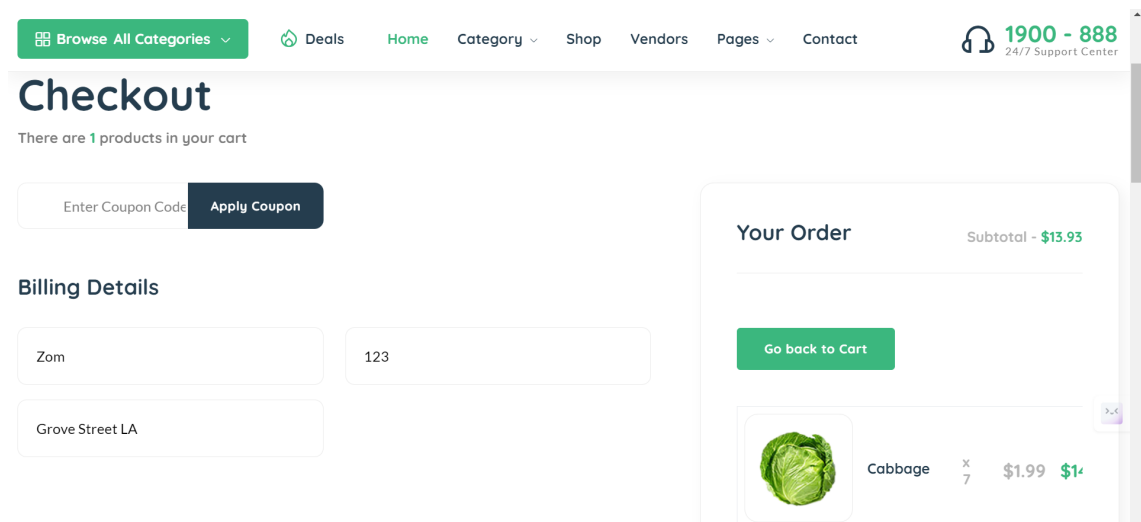 Browse All Categories
Deals
Home
Category
Shop
Vendors
Pages
Contact
1900 - 888
24/7 Support Center
Checkout
There are 1 products in your cart
Enter Coupon Code
Apply Coupon
Billing Details
Zom
123
Grove Street LA
Your Order
Subtotal - $13.93
Go back to Cart
Cabbage
x
7
$1.99